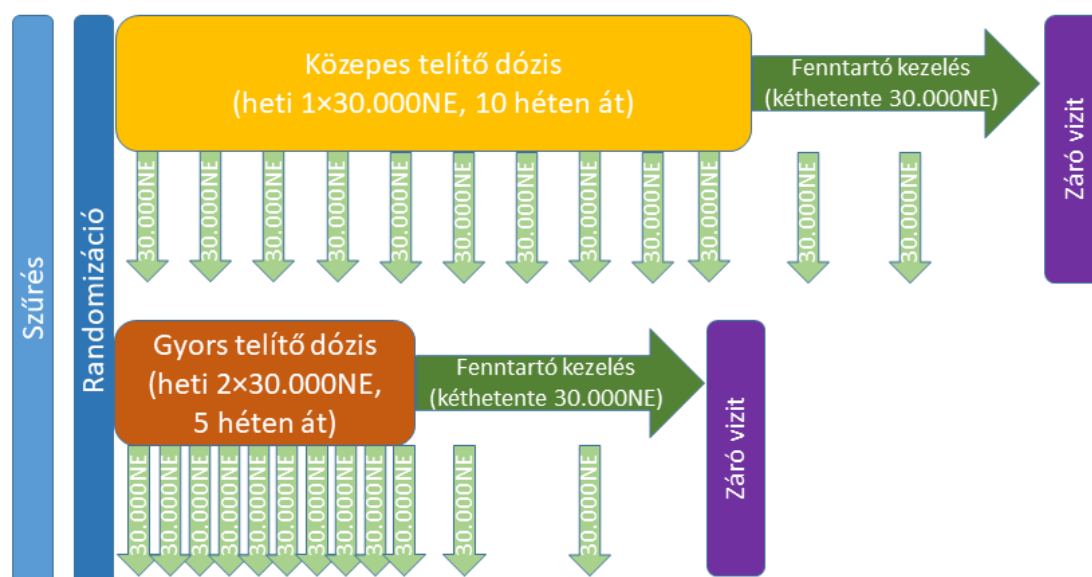 Szűrés
Randomizáció
Közepes telítő dózis
(heti 1×30.000NE, 10 héten át)
Fenntartó kezelés
(kéthetente 30.000NE)
Záró vizit
30.000NE
30.000NE
30.000NE
30.000NE
30.000NE
30.000NE
30.000NE
30.000NE
30.000NE
30.000NE
30.000NE
30.000NE
Gyors telítő dózis
(heti 2×30.000NE,
5 héten át)
Fenntartó kezelés
(kéthetente 30.000NE)
Záró vizit
30.000NE
30.000NE
30.000NE
30.000NE
30.000NE
30.000NE
30.000NE
30.000NE
30.000NE
30.000NE
30.000NE
30.000NE